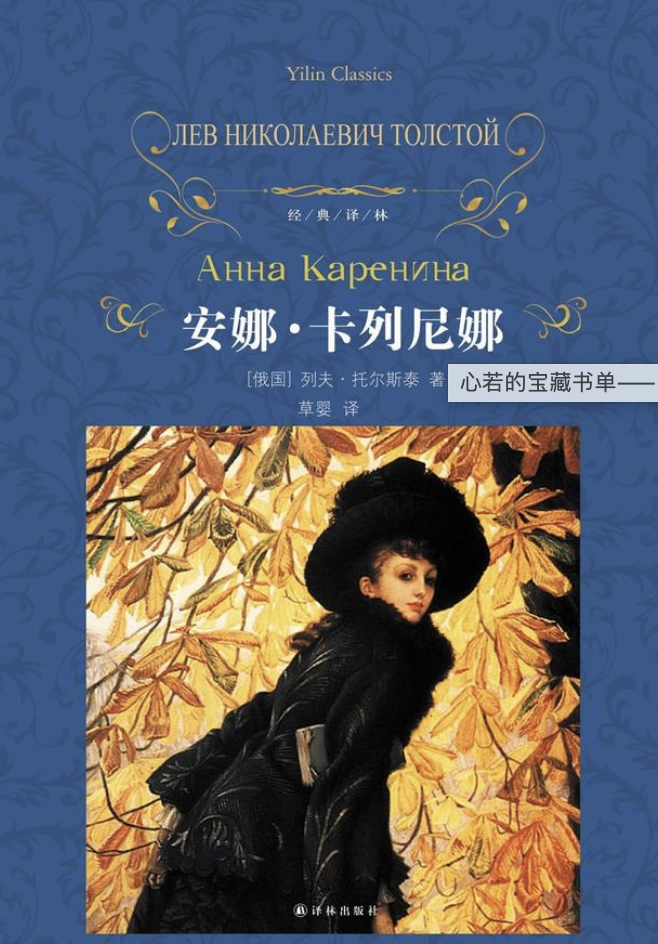 Yilin Classics
ЛЕВ НИКОЛАЕВИЧ ТОЛСТОЙ
经/典/译/林
Анна Каренина
安娜·卡列尼娜
[俄国] 列夫·托尔斯泰 著
心若的宝藏书单——
草婴 译
译林出版社